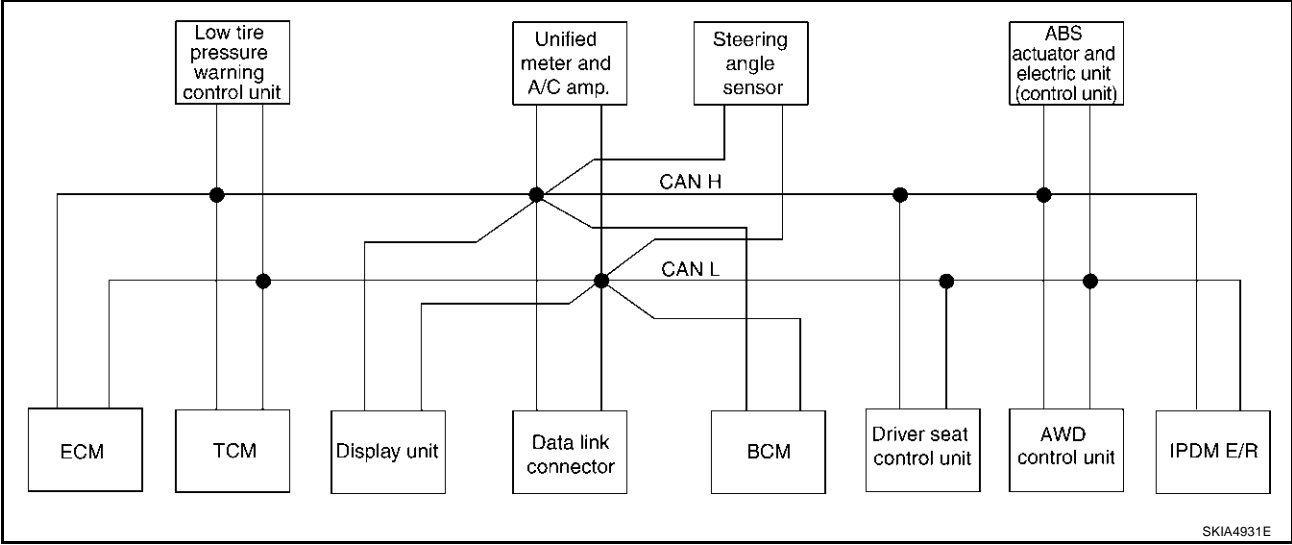 Low tire
pressure
warning
control unit
Unified
meter and
A/C amp.
Steering
angle
sensor
ABS
actuator and
electric unit
(control unit)
CAN H
CAN L
ECM
TCM
Display unit
Data link
connector
BCM
Driver seat
control unit
AWD
control unit
IPDM E/R
SKIA4931E